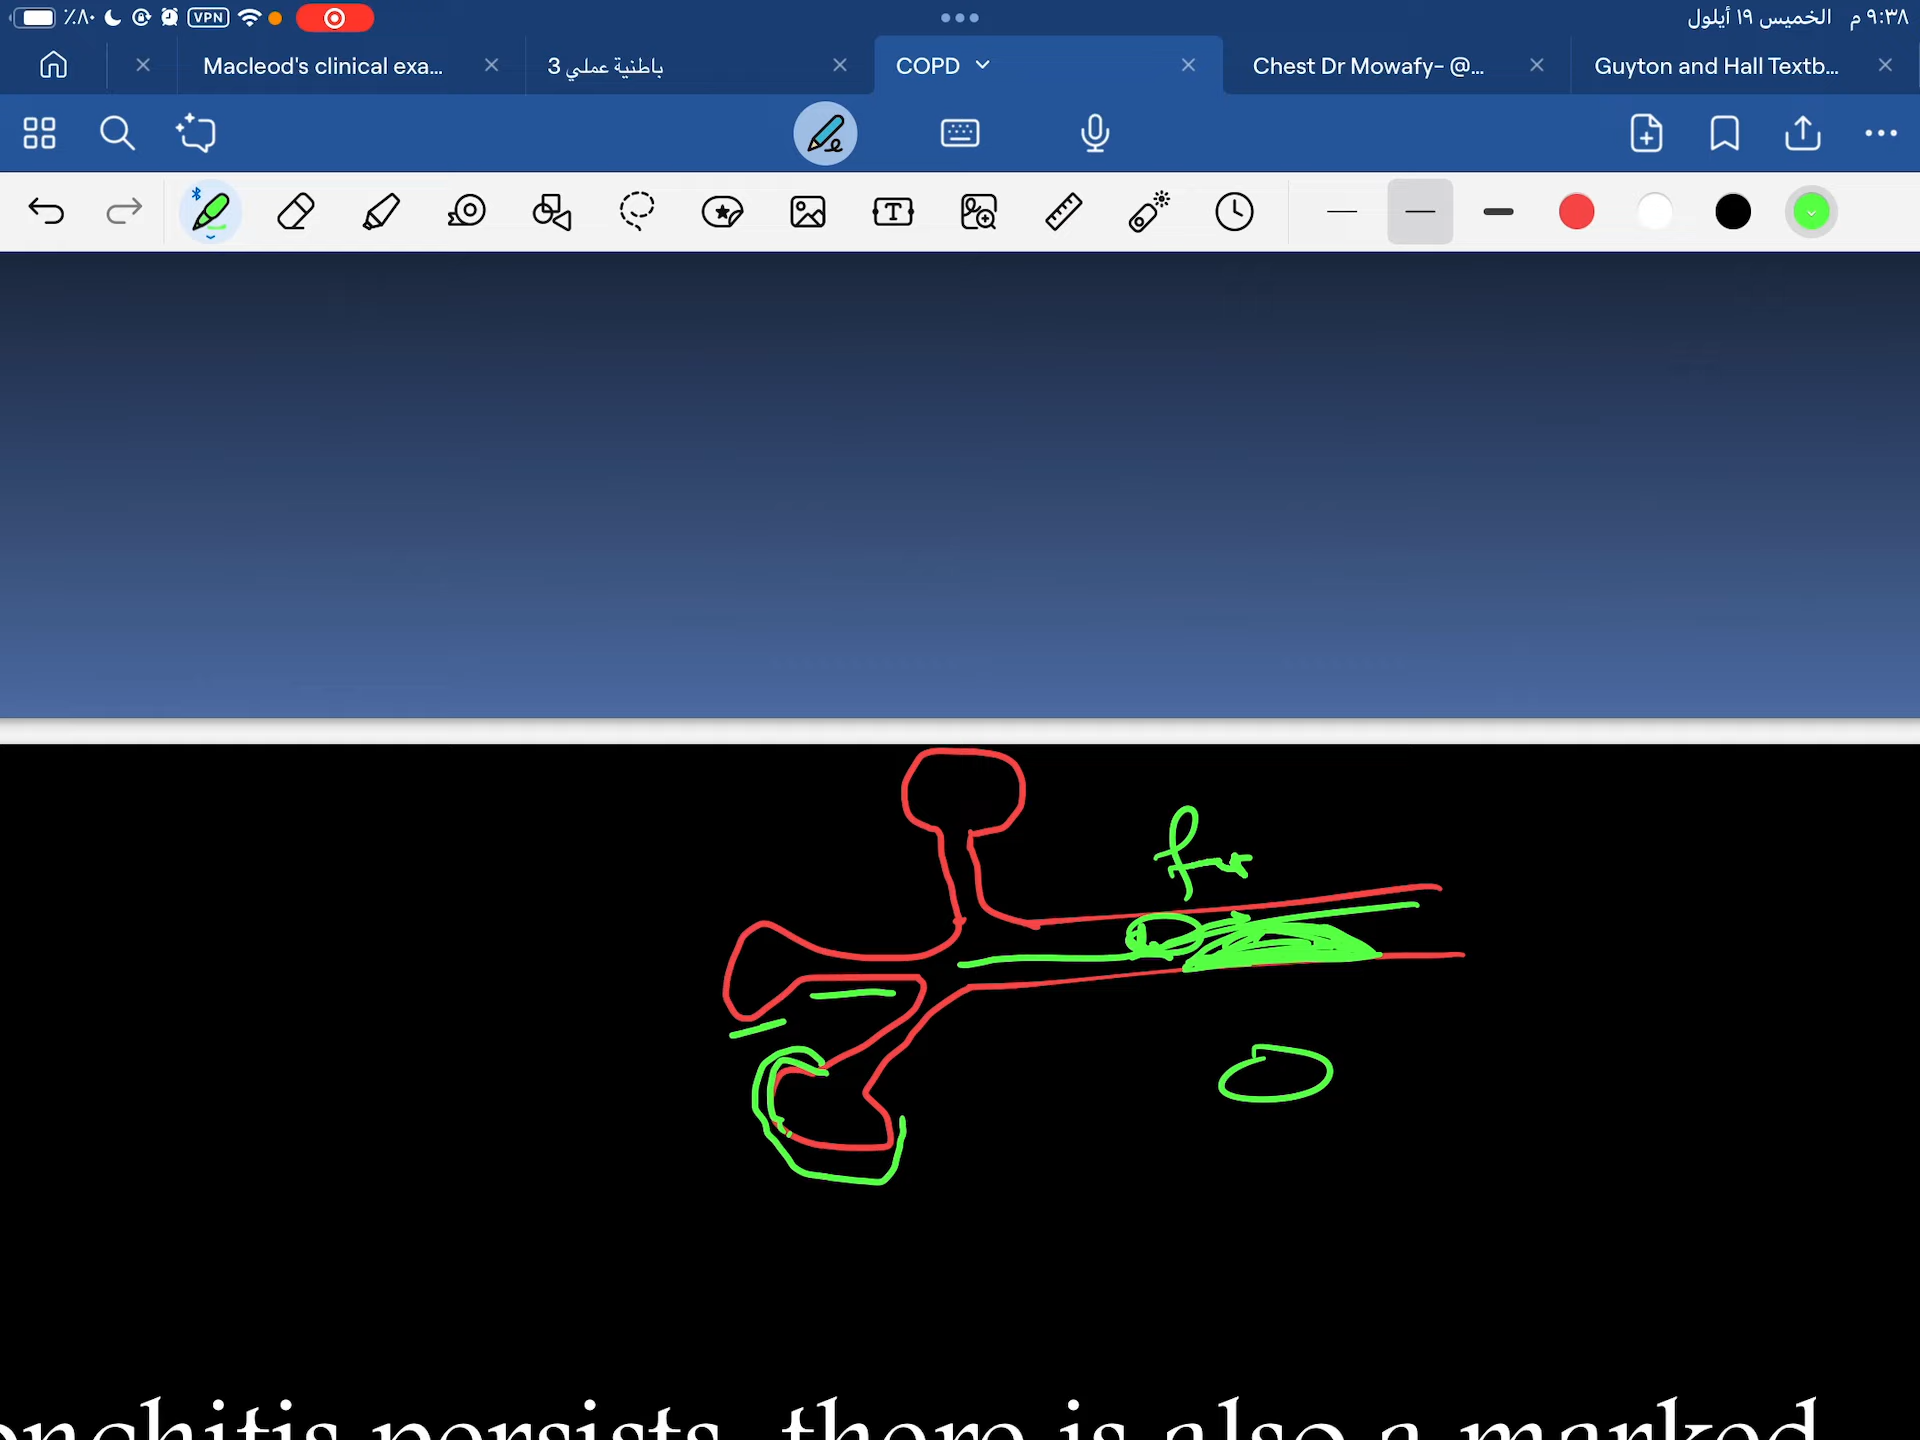 ٪٨٠ VPN
الخميس ١٩ أيلول ٩:٣٨ م
Macleod's clinical exa...
باطنية عملي 3
COPD
Chest Dr Mowafy- @...
Guyton and Hall Textb...
onchitis persists, there is also a marked